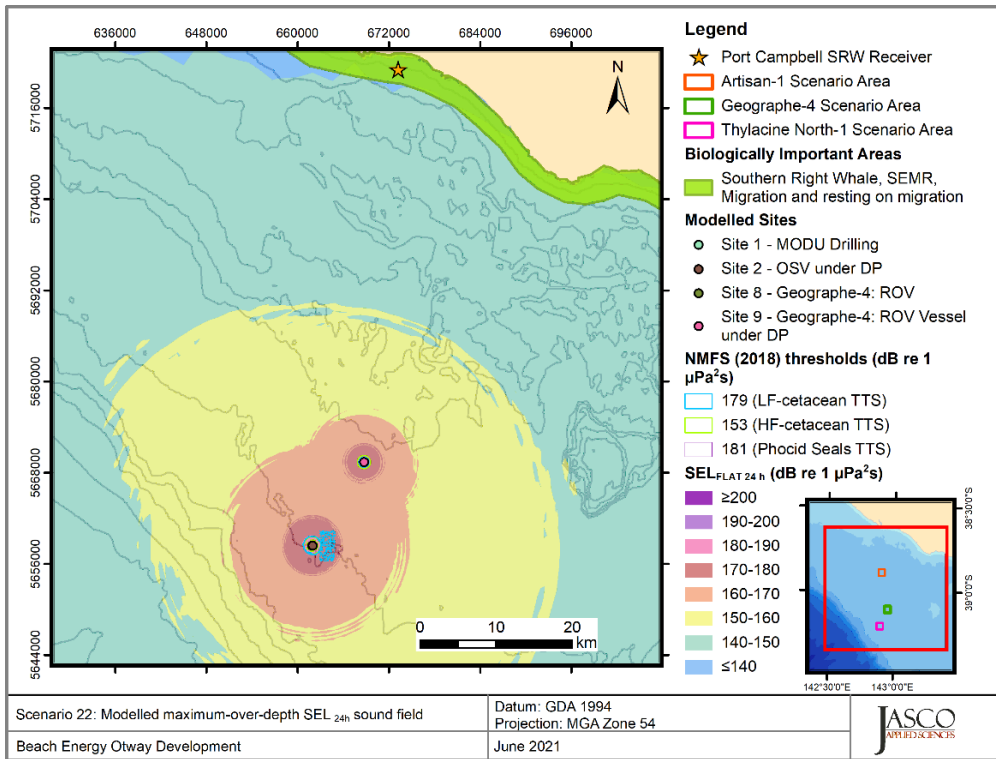 636000 648000 660000 672000 684000 696000
5716000
5704000
5692000
5680000
5668000
5656000
5644000
N
0 10 20
km
Legend
Port Campbell SRW Receiver
Artisan-1 Scenario Area
Geographe-4 Scenario Area
Thylacine North-1 Scenario Area
Biologically Important Areas
Southern Right Whale, SEMR,
Migration and resting on migration
Modelled Sites
Site 1 - MODU Drilling
Site 2 - OSV under DP
Site 8 - Geographe-4: ROV
Site 9 - Geographe-4: ROV Vessel
under DP
NMFS (2018) thresholds (dB re 1
µPa²s)
179 (LF-cetacean TTS)
153 (HF-cetacean TTS)
181 (Phocid Seals TTS)
SELFLAT 24 h (dB re 1 µPa²s)
≥200
190-200
180-190
170-180
160-170
150-160
140-150
≤140
38°30'0"S
39°0'0"S
142°30'0"E 143°0'0"E
Scenario 22: Modelled maximum-over-depth SEL 24h sound field
Beach Energy Otway Development
Datum: GDA 1994
Projection: MGA Zone 54
June 2021
JASCO
APPLIED SCIENCES